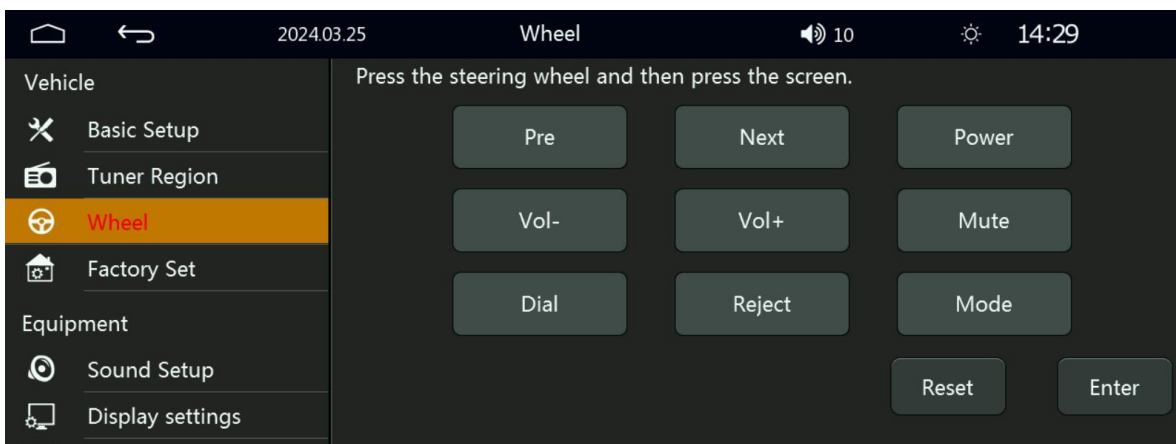 2024.03.25 Wheel 10 14:29
Vehicle
Basic Setup
Tuner Region
Wheel
Factory Set
Equipment
Sound Setup
Display settings
Press the steering wheel and then press the screen.
Pre Next Power
Vol- Vol+ Mute
Dial Reject Mode
Reset Enter